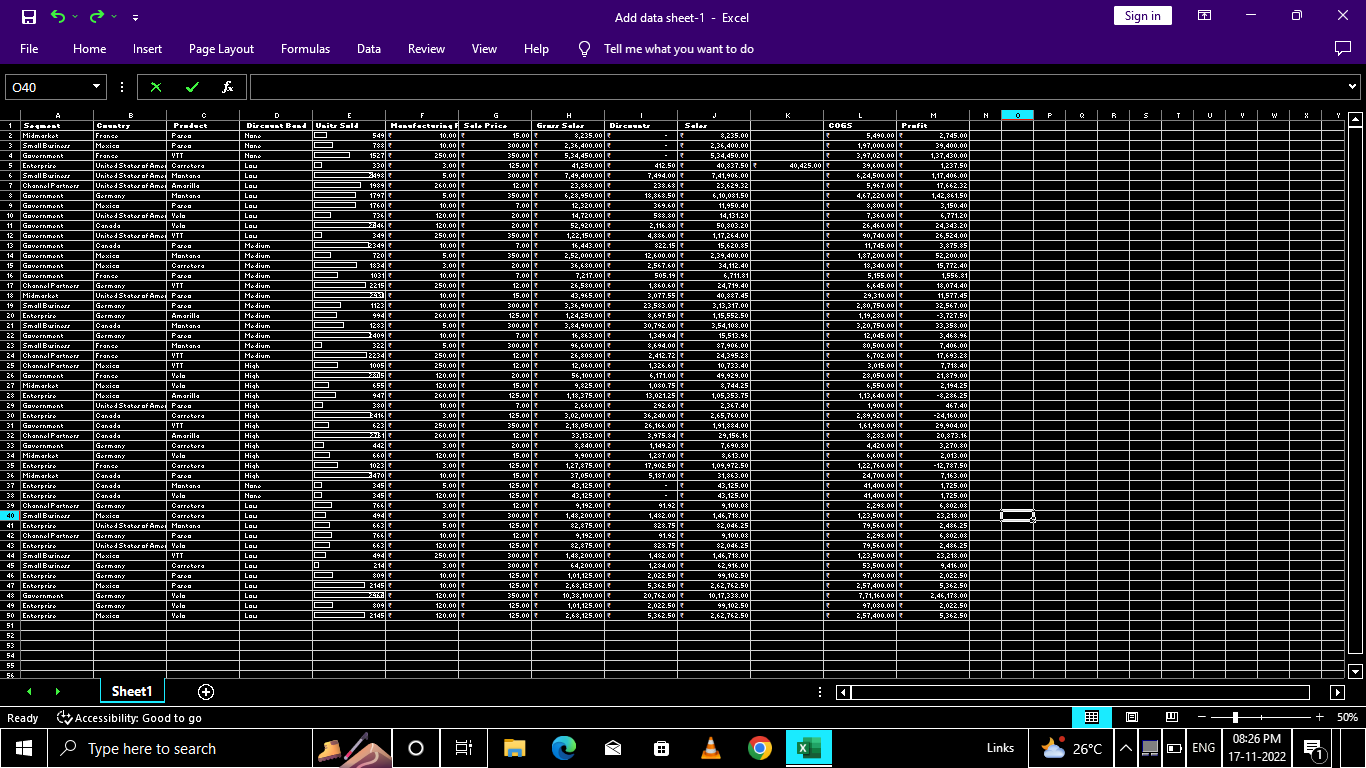 Add data sheet-1 - Excel
Sign in
File Home Insert Page Layout Formulas Data Review View Help Tell me what you want to do
O40
fx
A B C D E F G H I J K L M N O P Q R S T U V W X Y
1 Segment Country Product Discount Band Units Sold Manufacturing P Sale Price Gross Sales Discounts Sales COGS Profit
2 Midmarket France Paseo None 549 ₹ 10.00 ₹ 15.00 ₹ 8,235.00 ₹ - ₹ 8,235.00 ₹ 5,490.00 ₹ 2,745.00
3 Small Business Mexico Paseo None 788 ₹ 10.00 ₹ 300.00 ₹ 2,36,400.00 ₹ - ₹ 2,36,400.00 ₹ 1,97,000.00 ₹ 39,400.00
4 Government France VTT None 1527 ₹ 250.00 ₹ 350.00 ₹ 5,34,450.00 ₹ - ₹ 5,34,450.00 ₹ 3,97,020.00 ₹ 1,37,430.00
5 Enterprise United States of Amer Carretera Low 330 ₹ 3.00 ₹ 125.00 ₹ 41,250.00 ₹ 412.50 ₹ 40,837.50 ₹ 40,425.00 ₹ 39,600.00 ₹ 1,237.50
6 Small Business United States of Amer Montana Low ₹ 5.00 ₹ 300.00 ₹ 7,49,400.00 ₹ 7,494.00 ₹ 7,41,906.00 ₹ 6,24,500.00 ₹ 1,17,406.00
7 Channel Partners United States of Amer Amarilla Low 1989 ₹ 260.00 ₹ 12.00 ₹ 23,868.00 ₹ 238.68 ₹ 23,629.32 ₹ 5,967.00 ₹ 17,662.32
8 Government Germany Montana Low 1797 ₹ 5.00 ₹ 350.00 ₹ 6,28,950.00 ₹ 18,868.50 ₹ 6,10,081.50 ₹ 4,67,220.00 ₹ 1,42,861.50
9 Government Mexico Paseo Low 1760 ₹ 10.00 ₹ 7.00 ₹ 12,320.00 ₹ 369.60 ₹ 11,950.40 ₹ 8,800.00 ₹ 3,150.40
10 Government United States of Amer Velo Low 736 ₹ 120.00 ₹ 20.00 ₹ 14,720.00 ₹ 588.80 ₹ 14,131.20 ₹ 7,360.00 ₹ 6,771.20
11 Government Canada Velo Low ₹ 120.00 ₹ 20.00 ₹ 52,920.00 ₹ 2,116.80 ₹ 50,803.20 ₹ 26,460.00 ₹ 24,343.20
12 Government United States of Amer VTT Low 349 ₹ 250.00 ₹ 350.00 ₹ 1,22,150.00 ₹ 4,886.00 ₹ 1,17,264.00 ₹ 90,740.00 ₹ 26,524.00
13 Government Canada Paseo Medium 2349 ₹ 10.00 ₹ 7.00 ₹ 16,443.00 ₹ 822.15 ₹ 15,620.85 ₹ 11,745.00 ₹ 3,875.85
14 Government Mexico Montana Medium 720 ₹ 5.00 ₹ 350.00 ₹ 2,52,000.00 ₹ 12,600.00 ₹ 2,39,400.00 ₹ 1,87,200.00 ₹ 52,200.00
15 Government Mexico Carretera Medium 1834 ₹ 3.00 ₹ 20.00 ₹ 36,680.00 ₹ 2,567.60 ₹ 34,112.40 ₹ 18,340.00 ₹ 15,772.40
16 Government France Paseo Medium 1031 ₹ 10.00 ₹ 7.00 ₹ 7,217.00 ₹ 505.19 ₹ 6,711.81 ₹ 5,155.00 ₹ 1,556.81
17 Channel Partners Germany VTT Medium 2215 ₹ 250.00 ₹ 12.00 ₹ 26,580.00 ₹ 1,860.60 ₹ 24,719.40 ₹ 6,645.00 ₹ 18,074.40
18 Midmarket United States of Amer Paseo Medium 2931 ₹ 10.00 ₹ 15.00 ₹ 43,965.00 ₹ 3,077.55 ₹ 40,887.45 ₹ 29,310.00 ₹ 11,577.45
19 Small Business Germany Paseo Medium 1123 ₹ 10.00 ₹ 300.00 ₹ 3,36,900.00 ₹ 23,583.00 ₹ 3,13,317.00 ₹ 2,80,750.00 ₹ 32,567.00
20 Enterprise Germany Amarilla Medium 994 ₹ 260.00 ₹ 125.00 ₹ 1,24,250.00 ₹ 8,697.50 ₹ 1,15,552.50 ₹ 1,19,280.00 ₹ -3,727.50
21 Small Business Canada Montana Medium 1283 ₹ 5.00 ₹ 300.00 ₹ 3,84,900.00 ₹ 30,792.00 ₹ 3,54,108.00 ₹ 3,20,750.00 ₹ 33,358.00
22 Government Germany Paseo Medium 2409 ₹ 10.00 ₹ 7.00 ₹ 16,863.00 ₹ 1,349.04 ₹ 15,513.96 ₹ 12,045.00 ₹ 3,468.96
23 Small Business France Montana Medium 322 ₹ 5.00 ₹ 300.00 ₹ 96,600.00 ₹ 8,694.00 ₹ 87,906.00 ₹ 80,500.00 ₹ 7,406.00
24 Channel Partners France VTT Medium 2234 ₹ 250.00 ₹ 12.00 ₹ 26,808.00 ₹ 2,412.72 ₹ 24,395.28 ₹ 6,702.00 ₹ 17,693.28
25 Channel Partners Mexico VTT High 1005 ₹ 250.00 ₹ 12.00 ₹ 12,060.00 ₹ 1,326.60 ₹ 10,733.40 ₹ 3,015.00 ₹ 7,718.40
26 Government France Velo High ₹ 120.00 ₹ 20.00 ₹ 56,100.00 ₹ 6,171.00 ₹ 49,929.00 ₹ 28,050.00 ₹ 21,879.00
27 Midmarket Mexico Velo High 655 ₹ 120.00 ₹ 15.00 ₹ 9,825.00 ₹ 1,080.75 ₹ 8,744.25 ₹ 6,550.00 ₹ 2,194.25
28 Enterprise Mexico Amarilla High 947 ₹ 260.00 ₹ 125.00 ₹ 1,18,375.00 ₹ 13,021.25 ₹ 1,05,353.75 ₹ 1,13,640.00 ₹ -8,286.25
29 Government United States of Amer Paseo High 380 ₹ 10.00 ₹ 7.00 ₹ 2,660.00 ₹ 292.60 ₹ 2,367.40 ₹ 1,900.00 ₹ 467.40
30 Enterprise Canada Carretera High 2416 ₹ 3.00 ₹ 125.00 ₹ 3,02,000.00 ₹ 36,240.00 ₹ 2,65,760.00 ₹ 2,89,920.00 ₹ -24,160.00
31 Government Canada VTT High 623 ₹ 250.00 ₹ 350.00 ₹ 2,18,050.00 ₹ 26,166.00 ₹ 1,91,884.00 ₹ 1,61,980.00 ₹ 29,904.00
32 Channel Partners Canada Amarilla High 2761 ₹ 260.00 ₹ 12.00 ₹ 33,132.00 ₹ 3,975.84 ₹ 29,156.16 ₹ 8,283.00 ₹ 20,873.16
33 Government Germany Carretera High 442 ₹ 3.00 ₹ 20.00 ₹ 8,840.00 ₹ 1,149.20 ₹ 7,690.80 ₹ 4,420.00 ₹ 3,270.80
34 Midmarket Germany Velo High 660 ₹ 120.00 ₹ 15.00 ₹ 9,900.00 ₹ 1,287.00 ₹ 8,613.00 ₹ 6,600.00 ₹ 2,013.00
35 Enterprise France Carretera High 1023 ₹ 3.00 ₹ 125.00 ₹ 1,27,875.00 ₹ 17,902.50 ₹ 1,09,972.50 ₹ 1,22,760.00 ₹ -12,787.50
36 Midmarket Canada Paseo High 2470 ₹ 10.00 ₹ 15.00 ₹ 37,050.00 ₹ 5,187.00 ₹ 31,863.00 ₹ 24,700.00 ₹ 7,163.00
37 Enterprise Canada Montana None 345 ₹ 5.00 ₹ 125.00 ₹ 43,125.00 ₹ - ₹ 43,125.00 ₹ 41,400.00 ₹ 1,725.00
38 Enterprise Canada Velo None 345 ₹ 120.00 ₹ 125.00 ₹ 43,125.00 ₹ - ₹ 43,125.00 ₹ 41,400.00 ₹ 1,725.00
39 Channel Partners Germany Carretera Low 766 ₹ 3.00 ₹ 12.00 ₹ 9,192.00 ₹ 91.92 ₹ 9,100.08 ₹ 2,298.00 ₹ 6,802.08
40 Small Business Mexico Carretera Low 494 ₹ 3.00 ₹ 300.00 ₹ 1,48,200.00 ₹ 1,482.00 ₹ 1,46,718.00 ₹ 1,23,500.00 ₹ 23,218.00
41 Enterprise United States of Amer Montana Low 663 ₹ 5.00 ₹ 125.00 ₹ 82,875.00 ₹ 828.75 ₹ 82,046.25 ₹ 79,560.00 ₹ 2,486.25
42 Channel Partners Germany Paseo Low 766 ₹ 10.00 ₹ 12.00 ₹ 9,192.00 ₹ 91.92 ₹ 9,100.08 ₹ 2,298.00 ₹ 6,802.08
43 Enterprise United States of Amer Velo Low 663 ₹ 120.00 ₹ 125.00 ₹ 82,875.00 ₹ 828.75 ₹ 82,046.25 ₹ 79,560.00 ₹ 2,486.25
44 Small Business Mexico VTT Low 494 ₹ 250.00 ₹ 300.00 ₹ 1,48,200.00 ₹ 1,482.00 ₹ 1,46,718.00 ₹ 1,23,500.00 ₹ 23,218.00
45 Small Business Germany Carretera Low 214 ₹ 3.00 ₹ 300.00 ₹ 64,200.00 ₹ 1,284.00 ₹ 62,916.00 ₹ 53,500.00 ₹ 9,416.00
46 Enterprise Germany Paseo Low 809 ₹ 10.00 ₹ 125.00 ₹ 1,01,125.00 ₹ 2,022.50 ₹ 99,102.50 ₹ 97,080.00 ₹ 2,022.50
47 Enterprise Mexico Paseo Low 2145 ₹ 10.00 ₹ 125.00 ₹ 2,68,125.00 ₹ 5,362.50 ₹ 2,62,762.50 ₹ 2,57,400.00 ₹ 5,362.50
48 Government Germany Velo Low ₹ 120.00 ₹ 350.00 ₹ 10,38,100.00 ₹ 20,762.00 ₹ 10,17,338.00 ₹ 7,71,160.00 ₹ 2,46,178.00
49 Enterprise Germany Velo Low 809 ₹ 120.00 ₹ 125.00 ₹ 1,01,125.00 ₹ 2,022.50 ₹ 99,102.50 ₹ 97,080.00 ₹ 2,022.50
50 Enterprise Mexico Velo Low 2145 ₹ 120.00 ₹ 125.00 ₹ 2,68,125.00 ₹ 5,362.50 ₹ 2,62,762.50 ₹ 2,57,400.00 ₹ 5,362.50
51
52
53
54
55
56
Sheet1
Ready Accessibility: Good to go 50%
Type here to search Links 26°C ENG 08:26 PM
17-11-2022
1